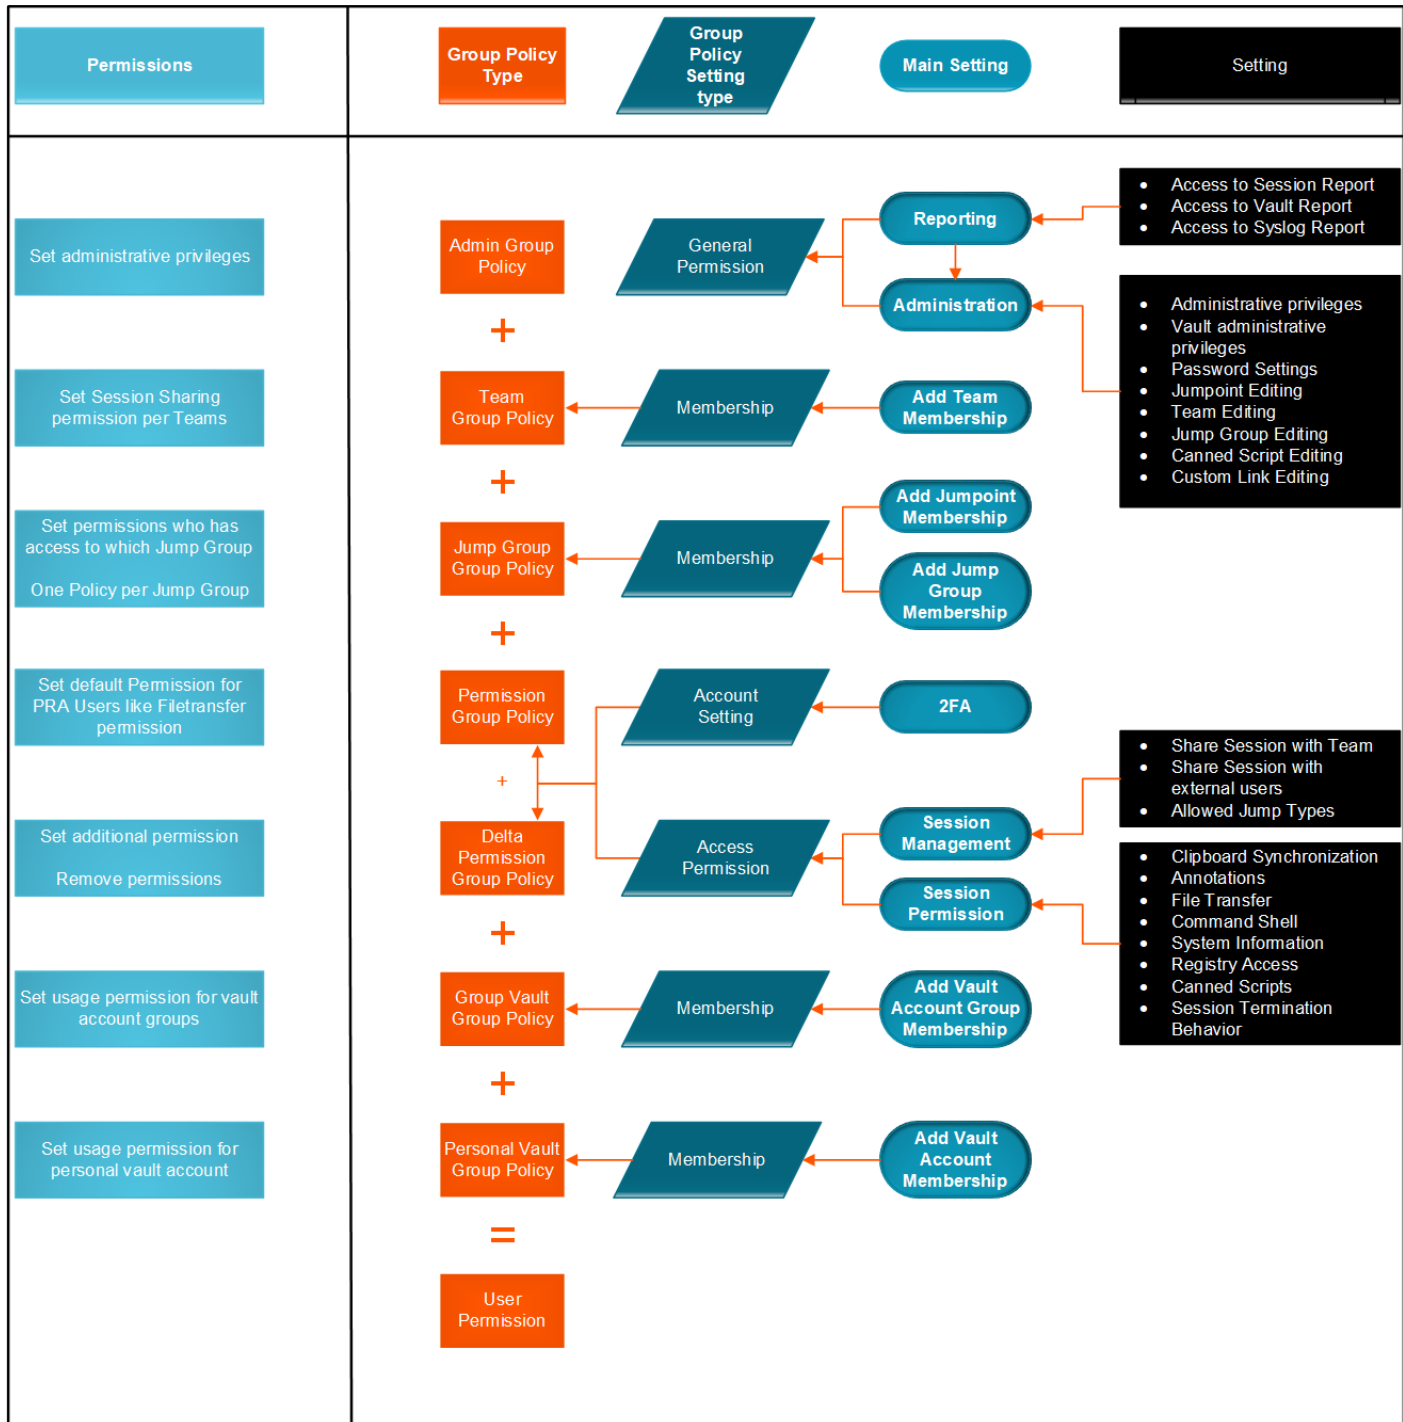 Permissions
Group Policy
Type
Group
Policy
Setting
type
Main Setting
Setting
Set administrative privileges
Admin Group
Policy
General
Permission
Reporting
Administration
• Access to Session Report
• Access to Vault Report
• Access to Syslog Report
• Administrative privileges
• Vault administrative
privileges
• Password Settings
• Jumpoint Editing
• Team Editing
• Jump Group Editing
• Canned Script Editing
• Custom Link Editing
+
Set Session Sharing
permission per Teams
Team
Group Policy
Membership
Add Team
Membership
+
Set permissions who has
access to which Jump Group
One Policy per Jump Group
Jump Group
Group Policy
Membership
Add Jumpoint
Membership
Add Jump
Group
Membership
+
Set default Permission for
PRA Users like Filetransfer
permission
Permission
Group Policy
Account
Setting
2FA
+
Set additional permission
Remove permissions
Delta
Permission
Group Policy
Access
Permission
Session
Management
Session
Permission
• Share Session with Team
• Share Session with
external users
• Allowed Jump Types
• Clipboard Synchronization
• Annotations
• File Transfer
• Command Shell
• System Information
• Registry Access
• Canned Scripts
• Session Termination
Behavior
+
Set usage permission for vault
account groups
Group Vault
Group Policy
Membership
Add Vault
Account Group
Membership
+
Set usage permission for
personal vault account
Personal Vault
Group Policy
Membership
Add Vault
Account
Membership
=
User
Permission